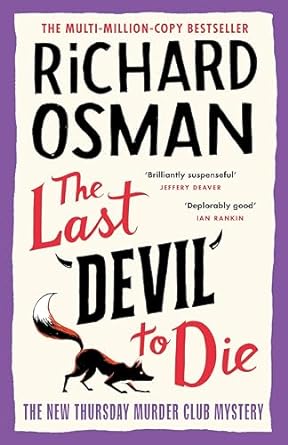 THE MULTI-MILLION-COPY BESTSELLER
RiCHARD
OSMAN
The
Last
'Brilliantly suspenseful'
JEFFERY DEAVER
'Deplorably good'
IAN RANKIN
'DEVIL'
to Die
THE NEW THURSDAY MURDER CLUB MYSTERY